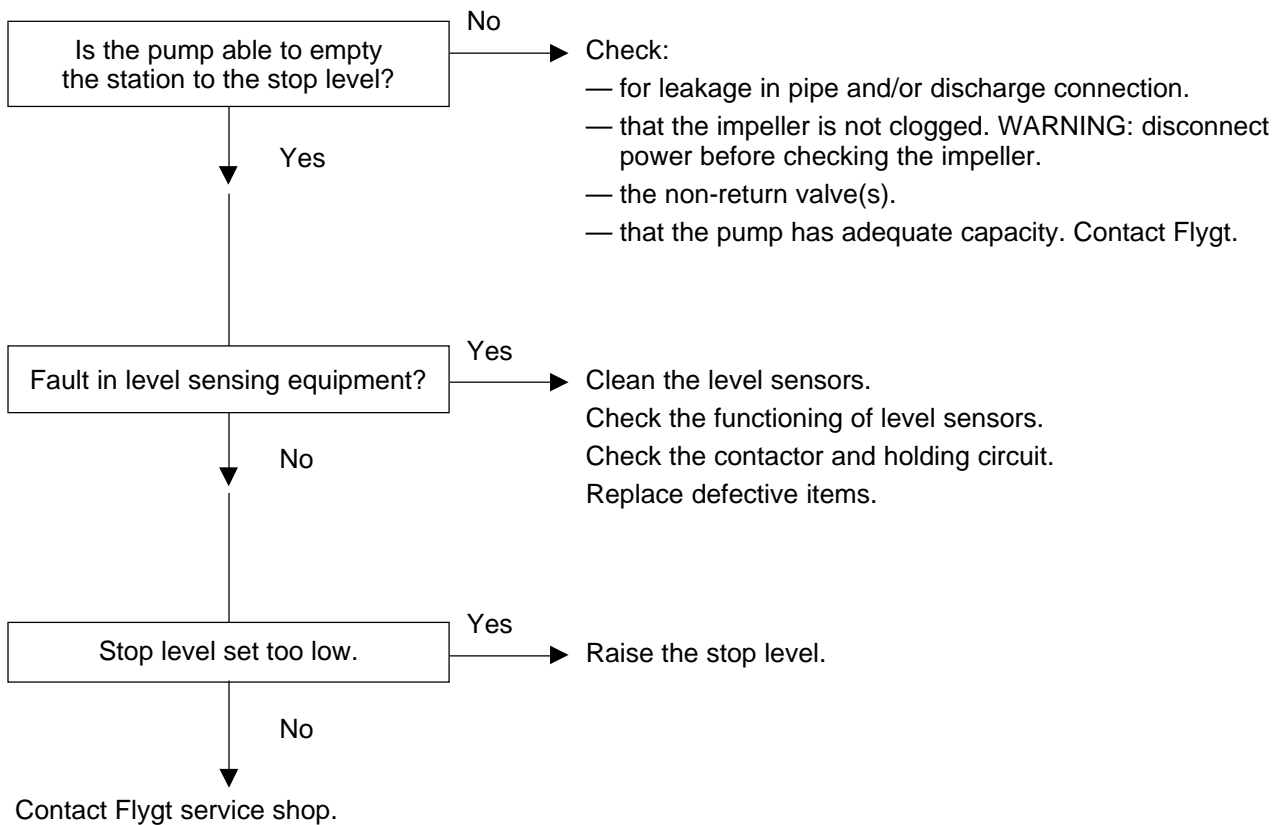 Is the pump able to empty
the station to the stop level?
No
Check:
— for leakage in pipe and/or discharge connection.
— that the impeller is not clogged. WARNING: disconnect
power before checking the impeller.
— the non-return valve(s).
— that the pump has adequate capacity. Contact Flygt.
Yes
Fault in level sensing equipment?
Yes
Clean the level sensors.
Check the functioning of level sensors.
Check the contactor and holding circuit.
Replace defective items.
No
Stop level set too low.
Yes
Raise the stop level.
No
Contact Flygt service shop.